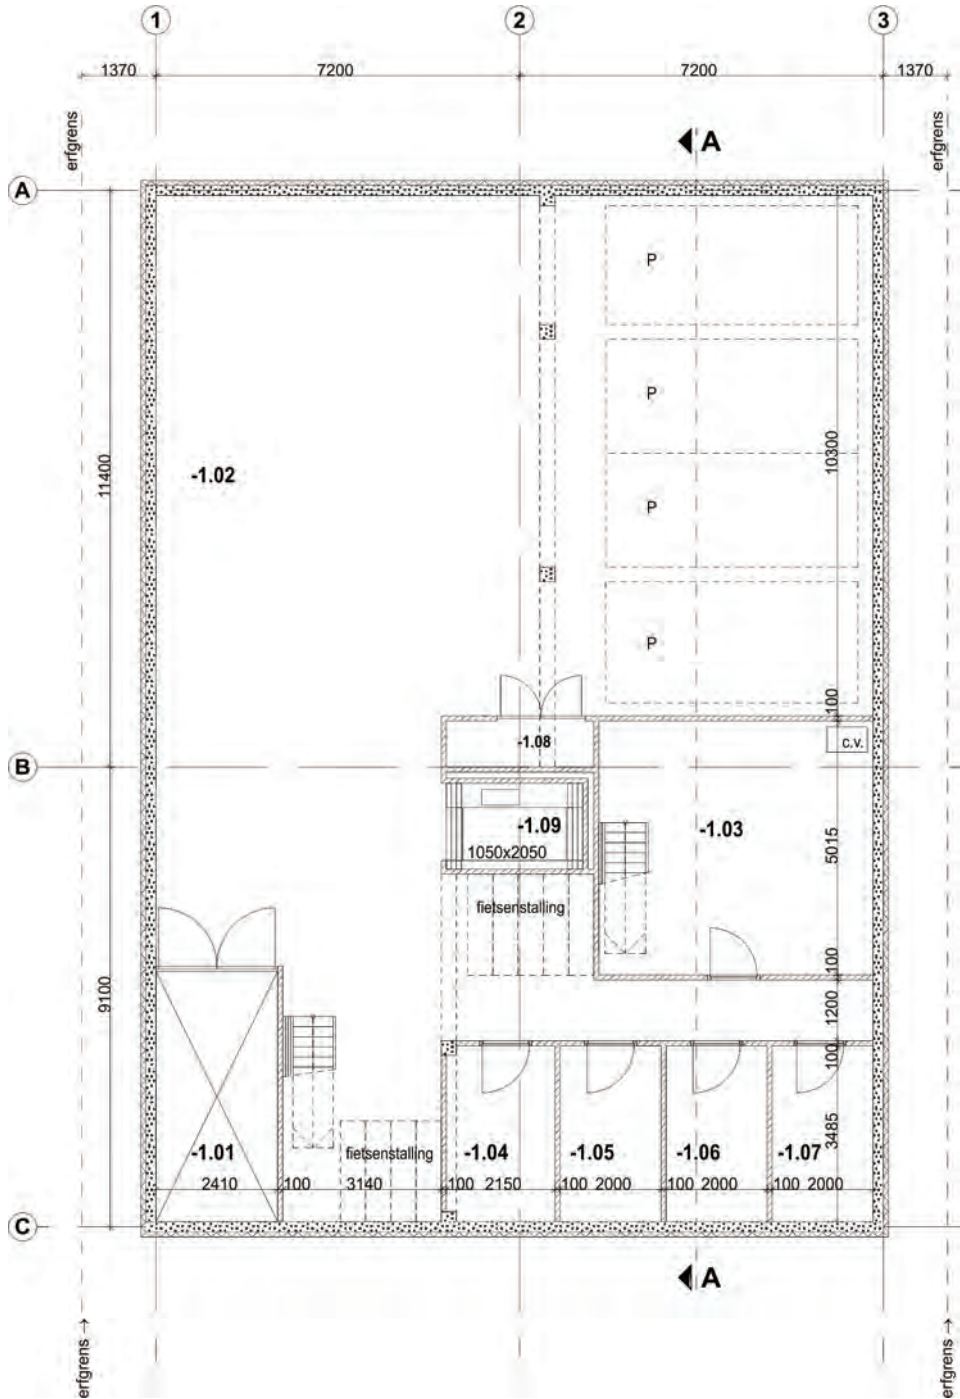 1
2
3
1370
7200
7200
1370
erfgrens
A
erfgrens
A
P
P
10300
11400
-1.02
P
P
100
-1.08
c.v.
B
-1.09
-1.03
5015
1050x2050
fietsenstalling
100
9100
1200
100
3485
-1.01
fietsenstalling
-1.04
-1.05
-1.06
-1.07
2410
100
3140
100
2150
100
2000
100
2000
100
2000
C
A
erfgrens →
erfgrens →